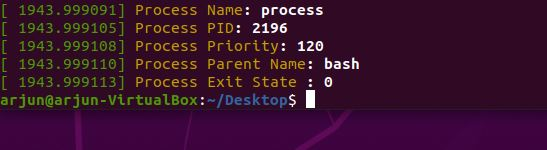 [ 1943.999091] Process Name: process
[ 1943.999105] Process PID: 2196
[ 1943.999108] Process Priority: 120
[ 1943.999110] Process Parent Name: bash
[ 1943.999113] Process Exit State : 0
arjun@arjun-VirtualBox:~/Desktop$